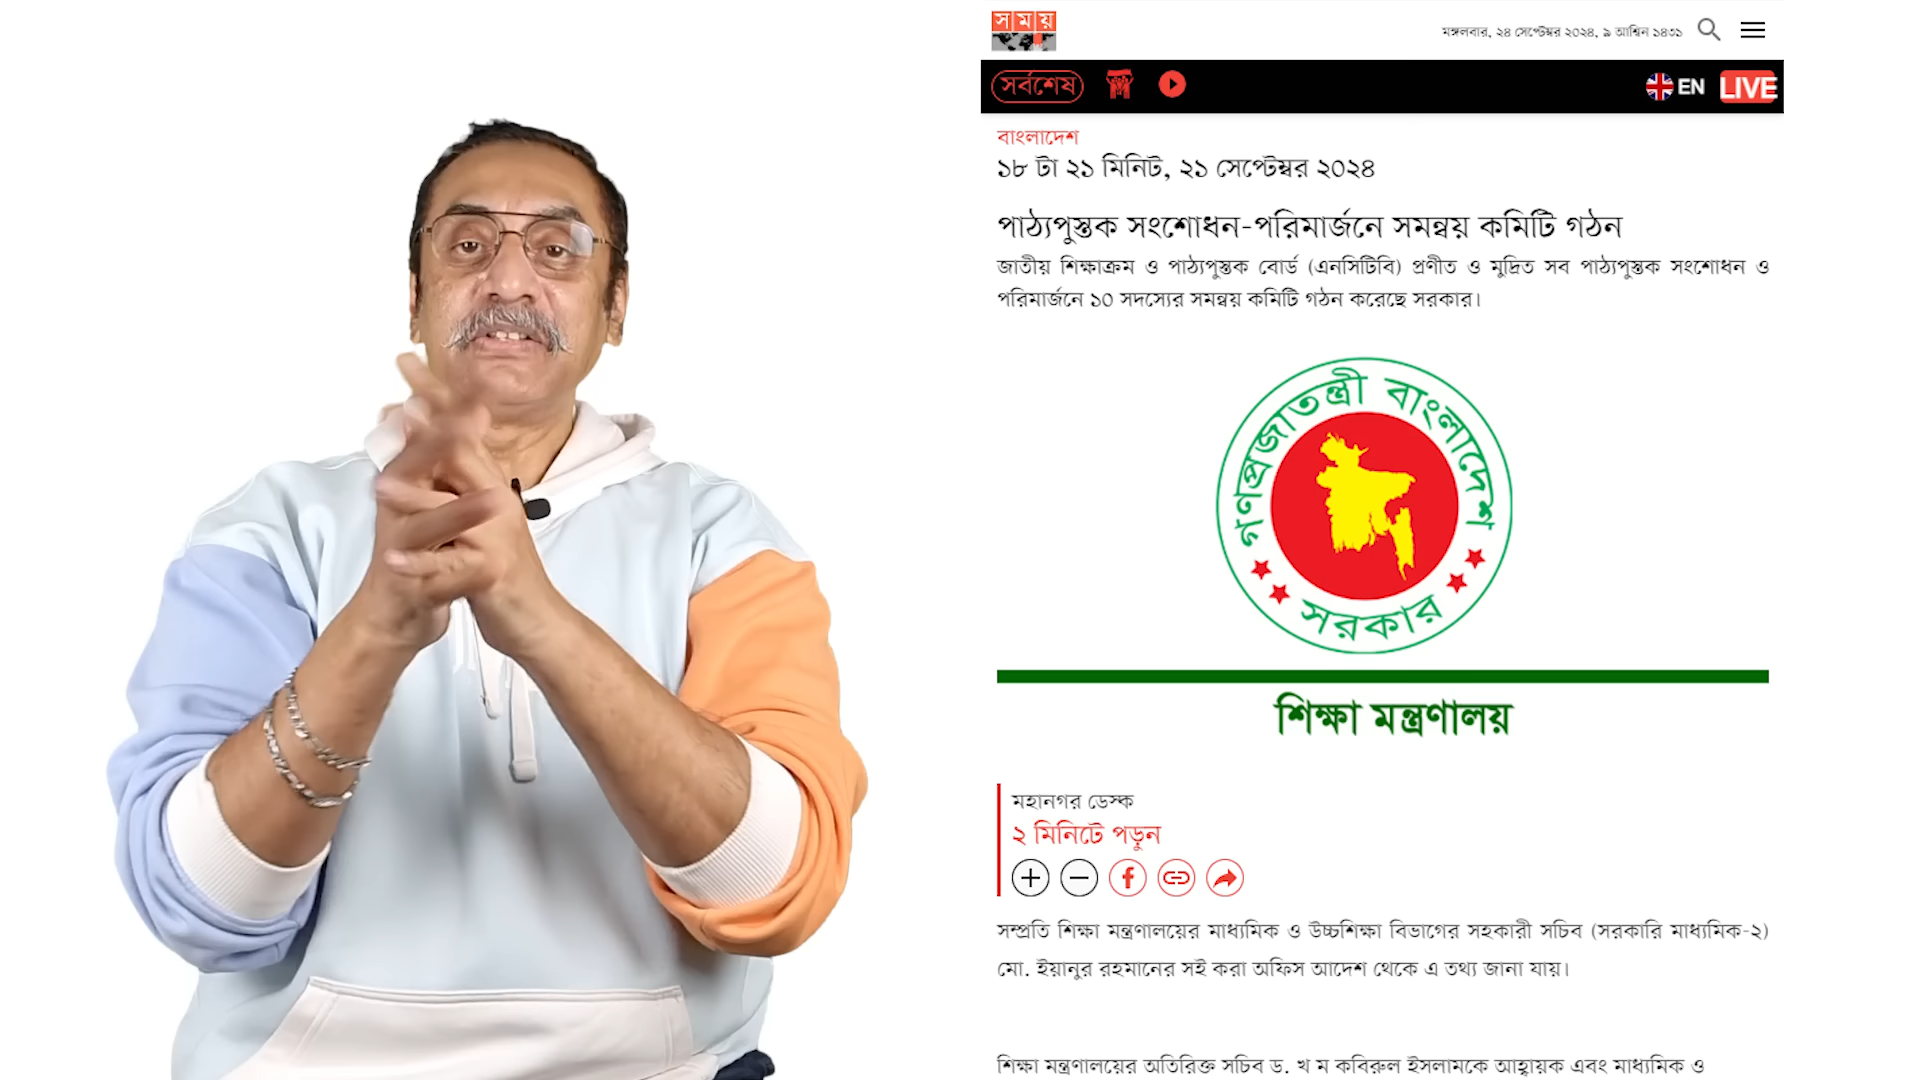 সময়
মঙ্গলবার, ২৪ সেপ্টেম্বর ২০২৪, ৯ আশ্বিন ১৪৩১
সর্বশেষ
EN
LIVE
বাংলাদেশ
১৮ টা ২১ মিনিট, ২১ সেপ্টেম্বর ২০২৪
পাঠ্যপুস্তক সংশোধন-পরিমার্জনে সমন্বয় কমিটি গঠন
জাতীয় শিক্ষাক্রম ও পাঠ্যপুস্তক বোর্ড (এনসিটিবি) প্রণীত ও মুদ্রিত সব পাঠ্যপুস্তক সংশোধন ও
পরিমার্জনে ১০ সদস্যের সমন্বয় কমিটি গঠন করেছে সরকার।
গণপ্রজাতন্ত্রী বাংলাদেশ
সরকার
শিক্ষা মন্ত্রণালয়
মহানগর ডেস্ক
২ মিনিটে পড়ুন
সম্প্রতি শিক্ষা মন্ত্রণালয়ের মাধ্যমিক ও উচ্চশিক্ষা বিভাগের সহকারী সচিব (সরকারি মাধ্যমিক-২)
মো. ইয়ানুর রহমানের সই করা অফিস আদেশ থেকে এ তথ্য জানা যায়।
শিক্ষা মন্ত্রণালয়ের অতিরিক্ত সচিব ড. খ ম কবিরুল ইসলামকে আহ্বায়ক এবং মাধ্যমিক ও